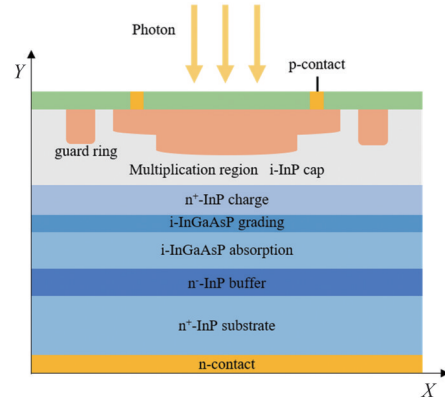 Photon
Y
p-contact
guard ring
Multiplication region i-InP cap
n⁺-InP charge
i-InGaAsP grading
i-InGaAsP absorption
n⁻-InP buffer
n⁺-InP substrate
n-contact
X